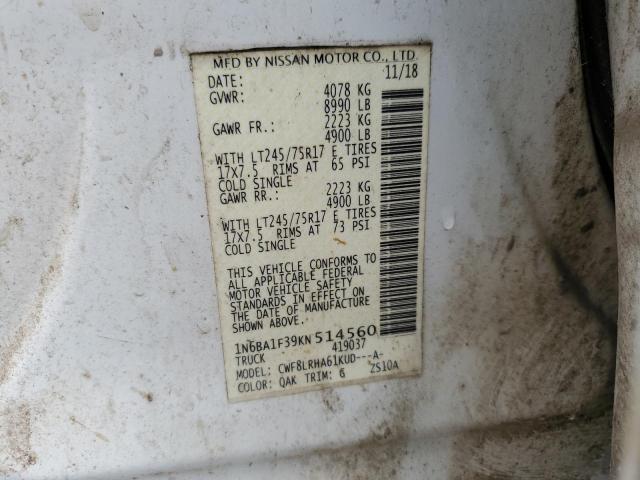 MFD BY NISSAN MOTOR CO., LTD.
DATE: 11/18
GVWR: 4078 KG
8990 LB
GAWR FR.: 2223 KG
4900 LB
WITH LT245/75R17 E TIRES
17X7.5 RIMS AT 65 PSI
COLD SINGLE
GAWR RR.: 2223 KG
4900 LB
WITH LT245/75R17 E TIRES
17X7.5 RIMS AT 73 PSI
COLD SINGLE
THIS VEHICLE CONFORMS TO
ALL APPLICABLE FEDERAL
MOTOR VEHICLE SAFETY
STANDARDS IN EFFECT ON
THE DATE OF MANUFACTURE
SHOWN ABOVE.
1N6BA1F39KN514560
TRUCK 419037
MODEL: CWF8LRHA61KUD---A-
COLOR: QAK TRIM: G ZS10A